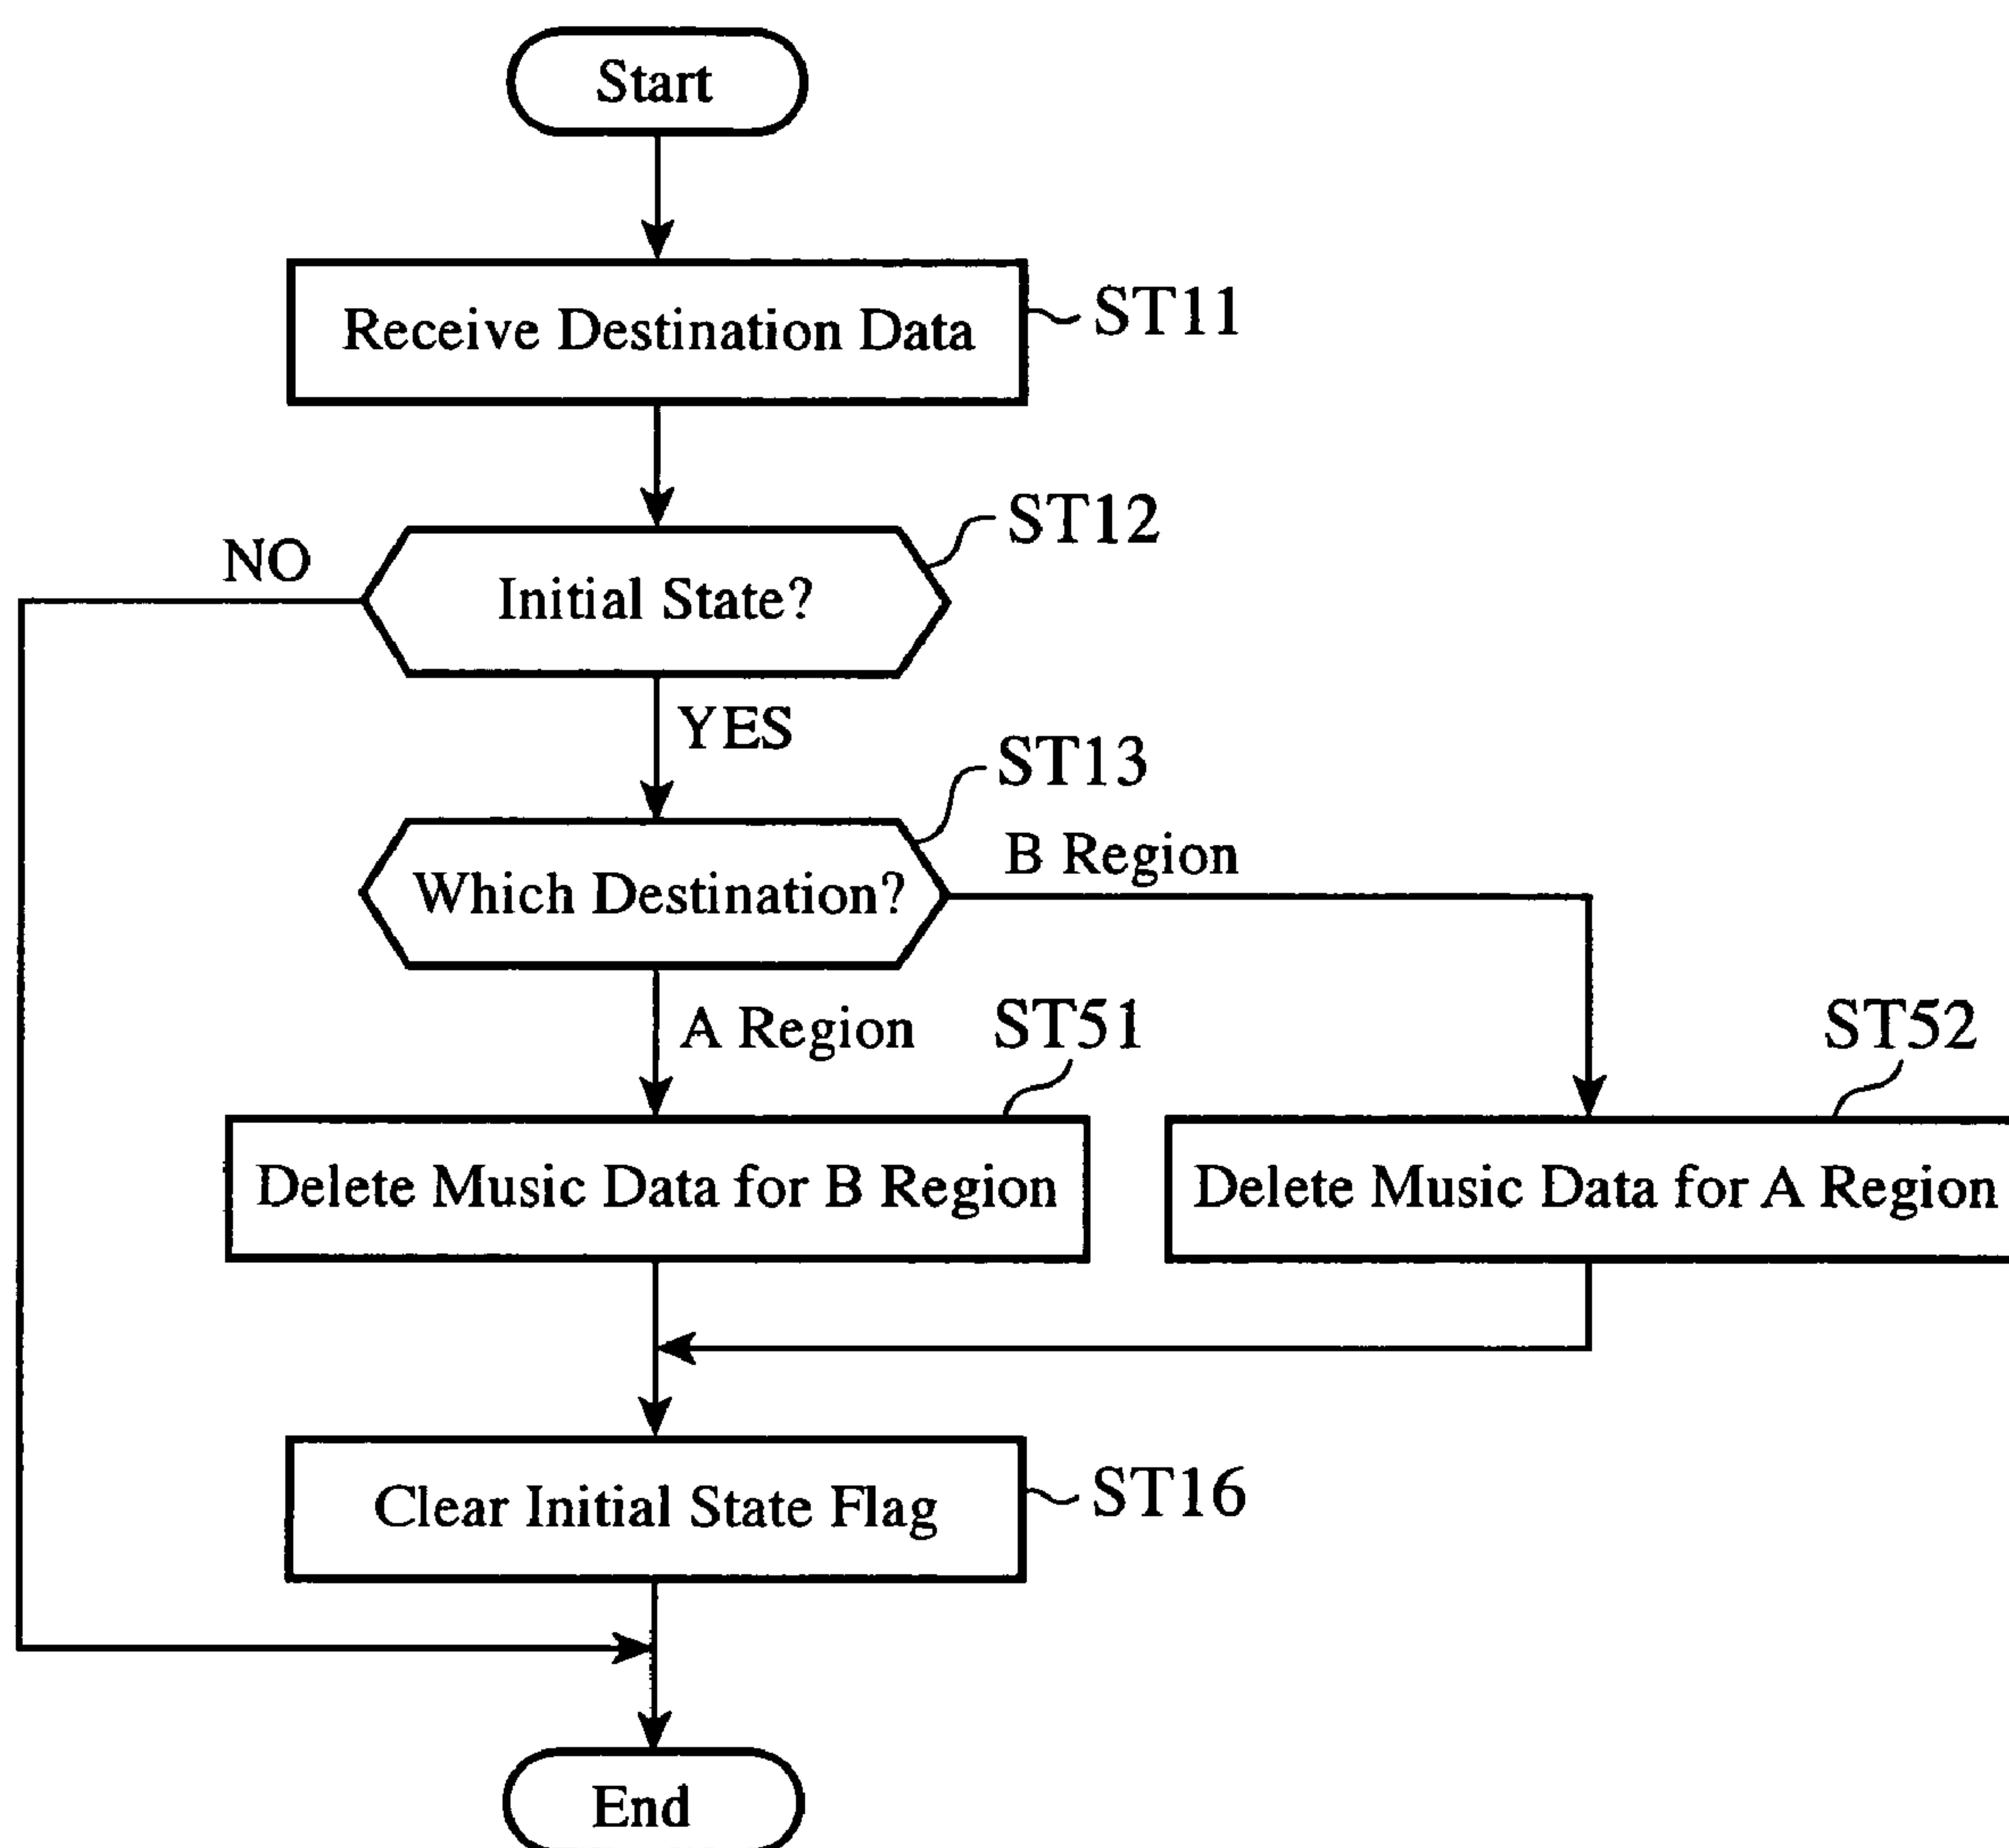 Start
Receive Destination Data
ST11
ST12
NO
Initial State?
YES
ST13
B Region
Which Destination?
A Region
ST51
ST52
Delete Music Data for B Region
Delete Music Data for A Region
Clear Initial State Flag
ST16
End